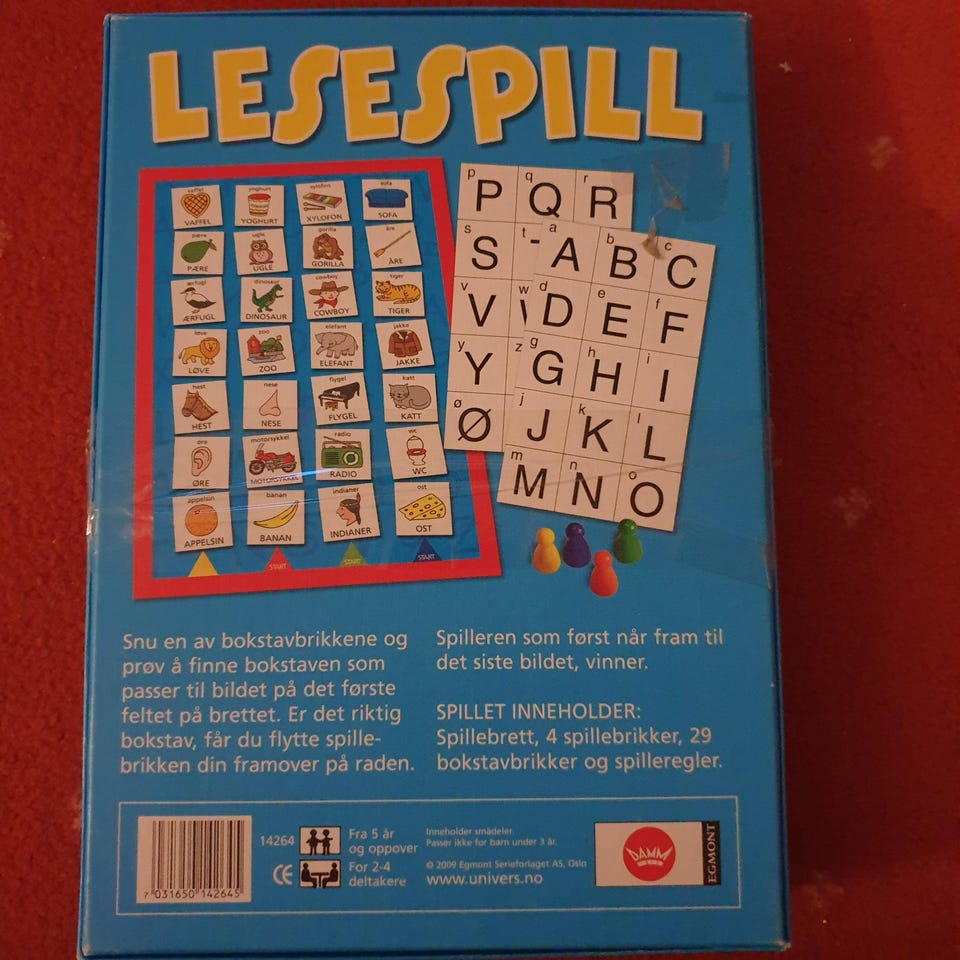 LESESPILL
vaffel
VAFFEL
yoghurt
YOGHURT
xylofon
XYLOFON
sofa
SOFA
pære
PÆRE
ugle
UGLE
gorilla
GORILLA
åre
ÅRE
ærfugl
ÆRFUGL
dinosaur
DINOSAUR
cowboy
COWBOY
tiger
TIGER
løve
LØVE
zoo
ZOO
elefant
ELEFANT
jakke
JAKKE
hest
HEST
nese
NESE
flygel
FLYGEL
katt
KATT
øre
ØRE
motorsykkel
MOTORSYKKEL
radio
RADIO
wc
WC
appelsin
APPELSIN
banan
BANAN
indianer
INDIANER
ost
OST
START
START
START
p q r
P Q R
s t
S
v w
V
y z
Y
ø
Ø
a b c
A B C
d e f
D E F
g h i
G H I
j k l
J K L
m n o
M N O
Snu en av bokstavbrikkene og
prøv å finne bokstaven som
passer til bildet på det første
feltet på brettet. Er det riktig
bokstav, får du flytte spille-
brikken din framover på raden.
Spilleren som først når fram til
det siste bildet, vinner.
SPILLET INNEHOLDER:
Spillebrett, 4 spillebrikker, 29
bokstavbrikker og spilleregler.
7 031650 142645
14264
CE
Fra 5 år
og oppover
For 2-4
deltakere
Inneholder smådeler.
Passer ikke for barn under 3 år.
© 2009 Egmont Serieforlaget AS, Oslo
www.univers.no
DAMM
EGMONT